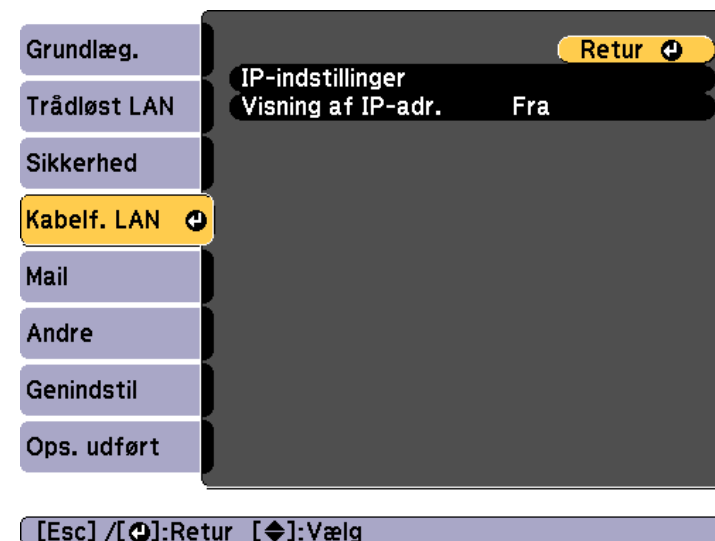 Grundlæg.
Retur
IP-indstillinger
Trådløst LAN
Visning af IP-adr. Fra
Sikkerhed
Kabelf. LAN
Mail
Andre
Genindstil
Ops. udført
[Esc] /[⏎]:Retur [◆]:Vælg